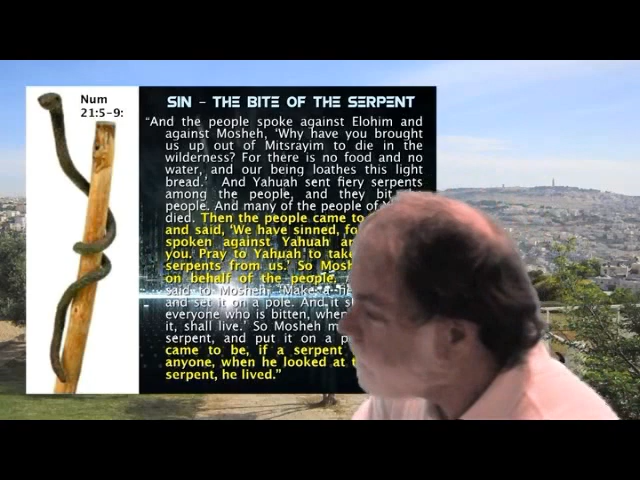 Num
21:5-9:
SIN - THE BITE OF THE SERPENT
“And the people spoke against Elohim and
against Mosheh, ‘Why have you brought
us up out of Mitsrayim to die in the
wilderness? For there is no food and no
water, and our being loathes this light
bread.’ And Yahuah sent fiery serpents
among the people, and they bit
people. And many of the people of
died. Then the people came to
and said, ‘We have sinned,
spoken against Yahuah
you. Pray to Yahuah to take
serpents from us.’ So
on behalf of the people.
said to Mosheh, ‘Make a
and set it on a pole. And it
everyone who is bitten,
it, shall live.’ So Mosheh
serpent, and put it on a
came to be, if a serpent
anyone, when he looked at
serpent, he lived.”